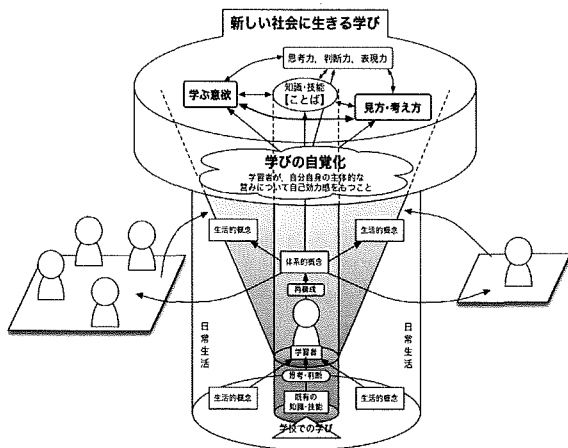 新しい社会に生きる学び
思考力、判断力、表現力
学ぶ意欲
知識・技能
【ことば】
見方・考え方
学びの自覚化
学習者が、自分自身の主体的な
営みについて自己効力感をもつこと
生活的概念
生活的概念
体系的概念
再構成
学習者
思考・判断
日常生活
日常生活
生活的概念
既有の
知識・技能
生活的概念
学校での学び